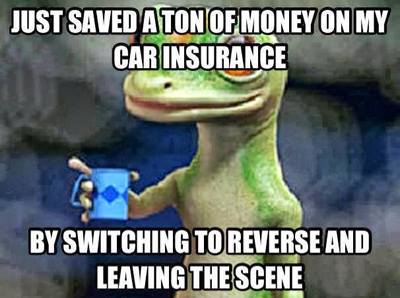 JUST SAVED A TON OF MONEY ON MY
CAR INSURANCE
BY SWITCHING TO REVERSE AND
LEAVING THE SCENE